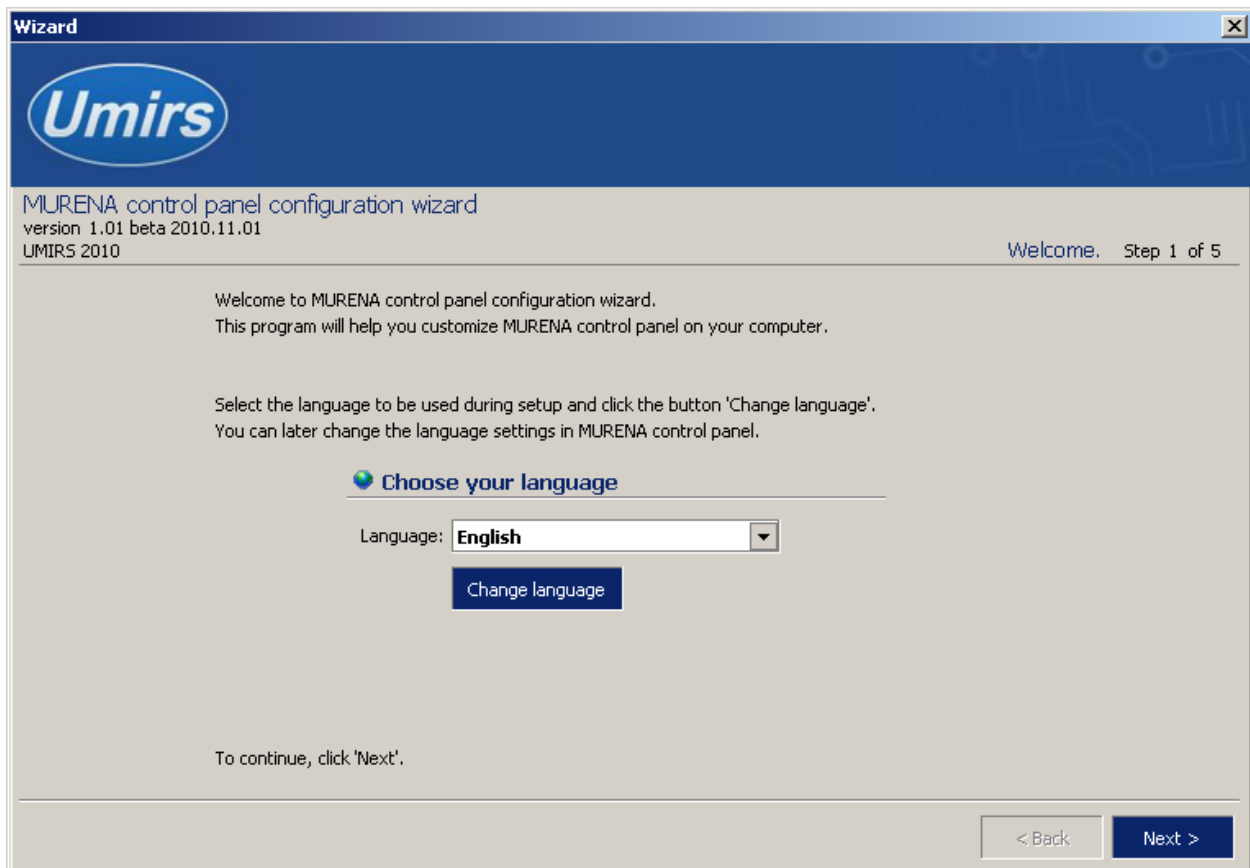 Wizard
Umirs
MURENA control panel configuration wizard
version 1.01 beta 2010.11.01
UMIRS 2010
Welcome. Step 1 of 5
Welcome to MURENA control panel configuration wizard.
This program will help you customize MURENA control panel on your computer.
Select the language to be used during setup and click the button 'Change language'.
You can later change the language settings in MURENA control panel.
Choose your language
Language: English
Change language
To continue, click 'Next'.
< Back Next >